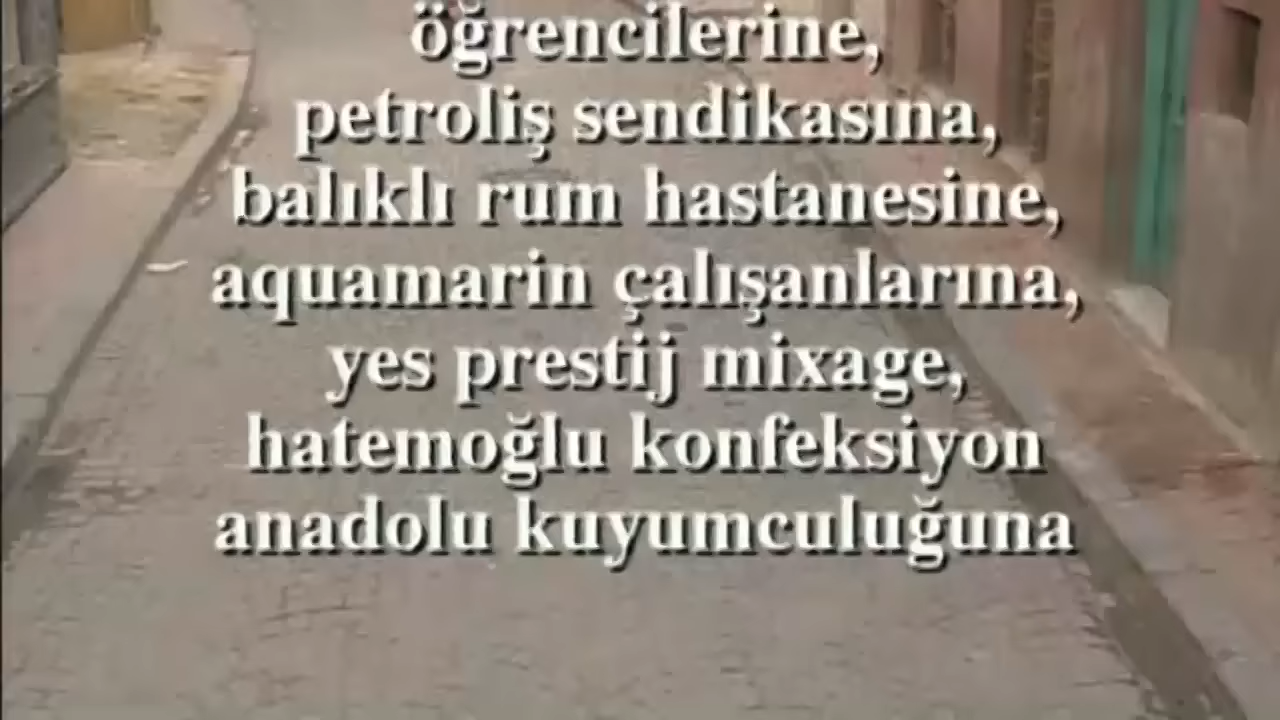 öğrencilerine,
petroliş sendikasına,
balıklı rum hastanesine,
aquamarin çalışanlarına,
yes prestij mixage,
hatemoğlu konfeksiyon
anadolu kuyumculuğuna